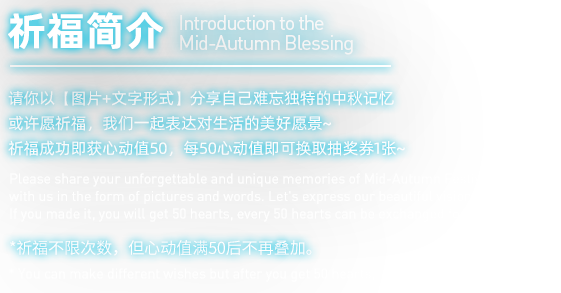 祈福简介
Introduction to the
Mid-Autumn Blessing
请你以【图片+文字形式】分享自己难忘独特的中秋记忆
或许愿祈福，我们一起表达对生活的美好愿景~
祈福成功即获心动值50，每50心动值即可换取抽奖券1张~
Please share your unforgettable and unique memories of Mid-Autumn
with us in the form of pictures and words. Let's express our
If you made it, you will get 50 hearts, every 50 hearts can be
*祈福不限次数，但心动值满50后不再叠加。